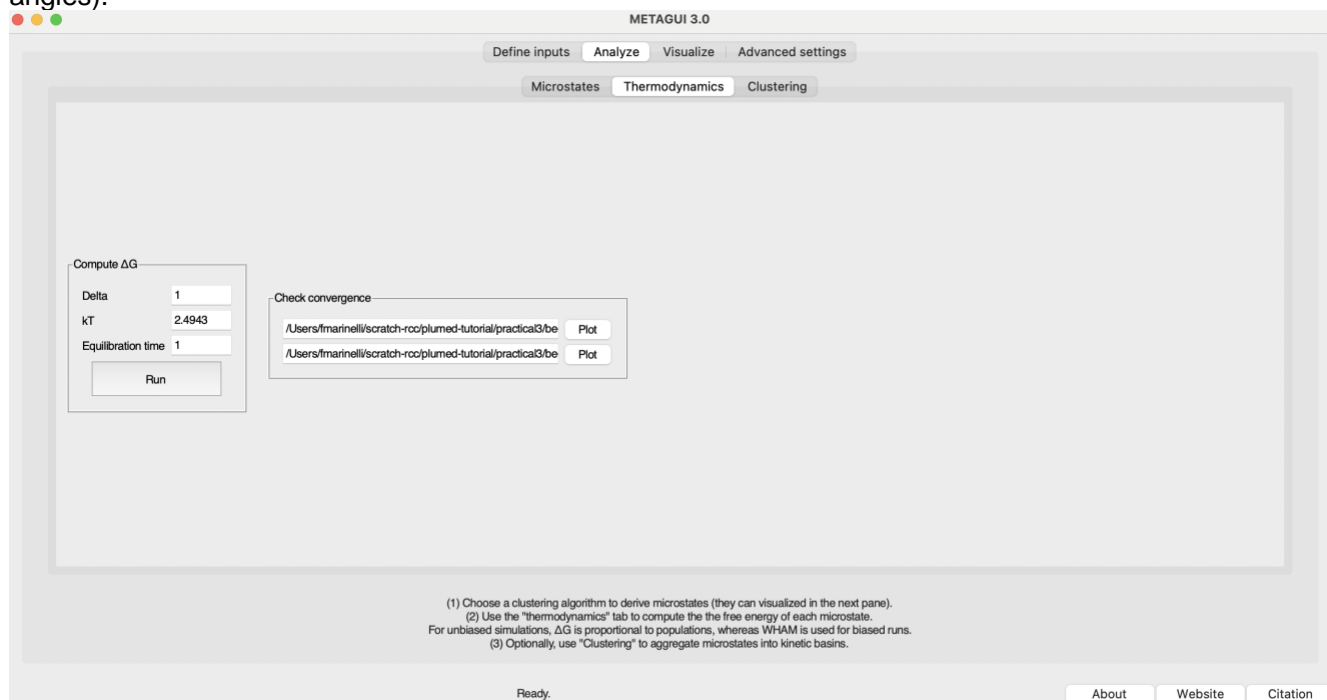 angles).
METAGUI 3.0
Define inputs Analyze Visualize Advanced settings
Microstates Thermodynamics Clustering
Compute ΔG
Delta 1
kT 2.4943
Equilibration time 1
Run
Check convergence
/Users/fmarinelli/scratch-rcc/plumed-tutorial/practical3/be Plot
/Users/fmarinelli/scratch-rcc/plumed-tutorial/practical3/be Plot
(1) Choose a clustering algorithm to derive microstates (they can visualized in the next pane).
(2) Use the "thermodynamics" tab to compute the the free energy of each microstate.
For unbiased simulations, ΔG is proportional to populations, whereas WHAM is used for biased runs.
(3) Optionally, use "Clustering" to aggregate microstates into kinetic basins.
Ready.
About Website Citation